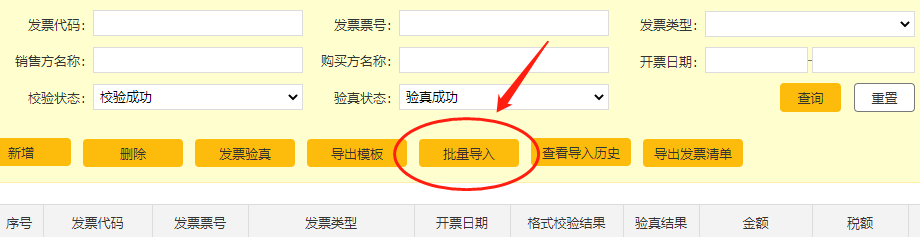 发票代码： 发票票号： 发票类型：
销售方名称： 购买方名称： 开票日期： -
校验状态： 校验成功 验真状态： 验真成功 查询 重置
新增 删除 发票验真 导出模板 批量导入 查看导入历史 导出发票清单
序号 发票代码 发票票号 发票类型 开票日期 格式校验结果 验真结果 金额 税额